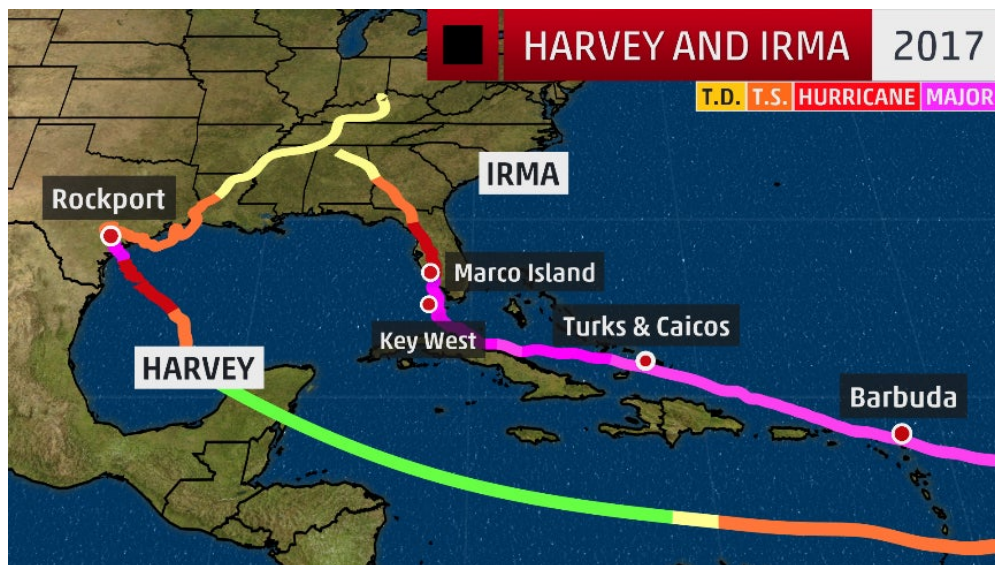 HARVEY AND IRMA 2017
T.D. T.S. HURRICANE MAJOR
IRMA
Rockport
Marco Island
Turks & Caicos
Key West
HARVEY
Barbuda